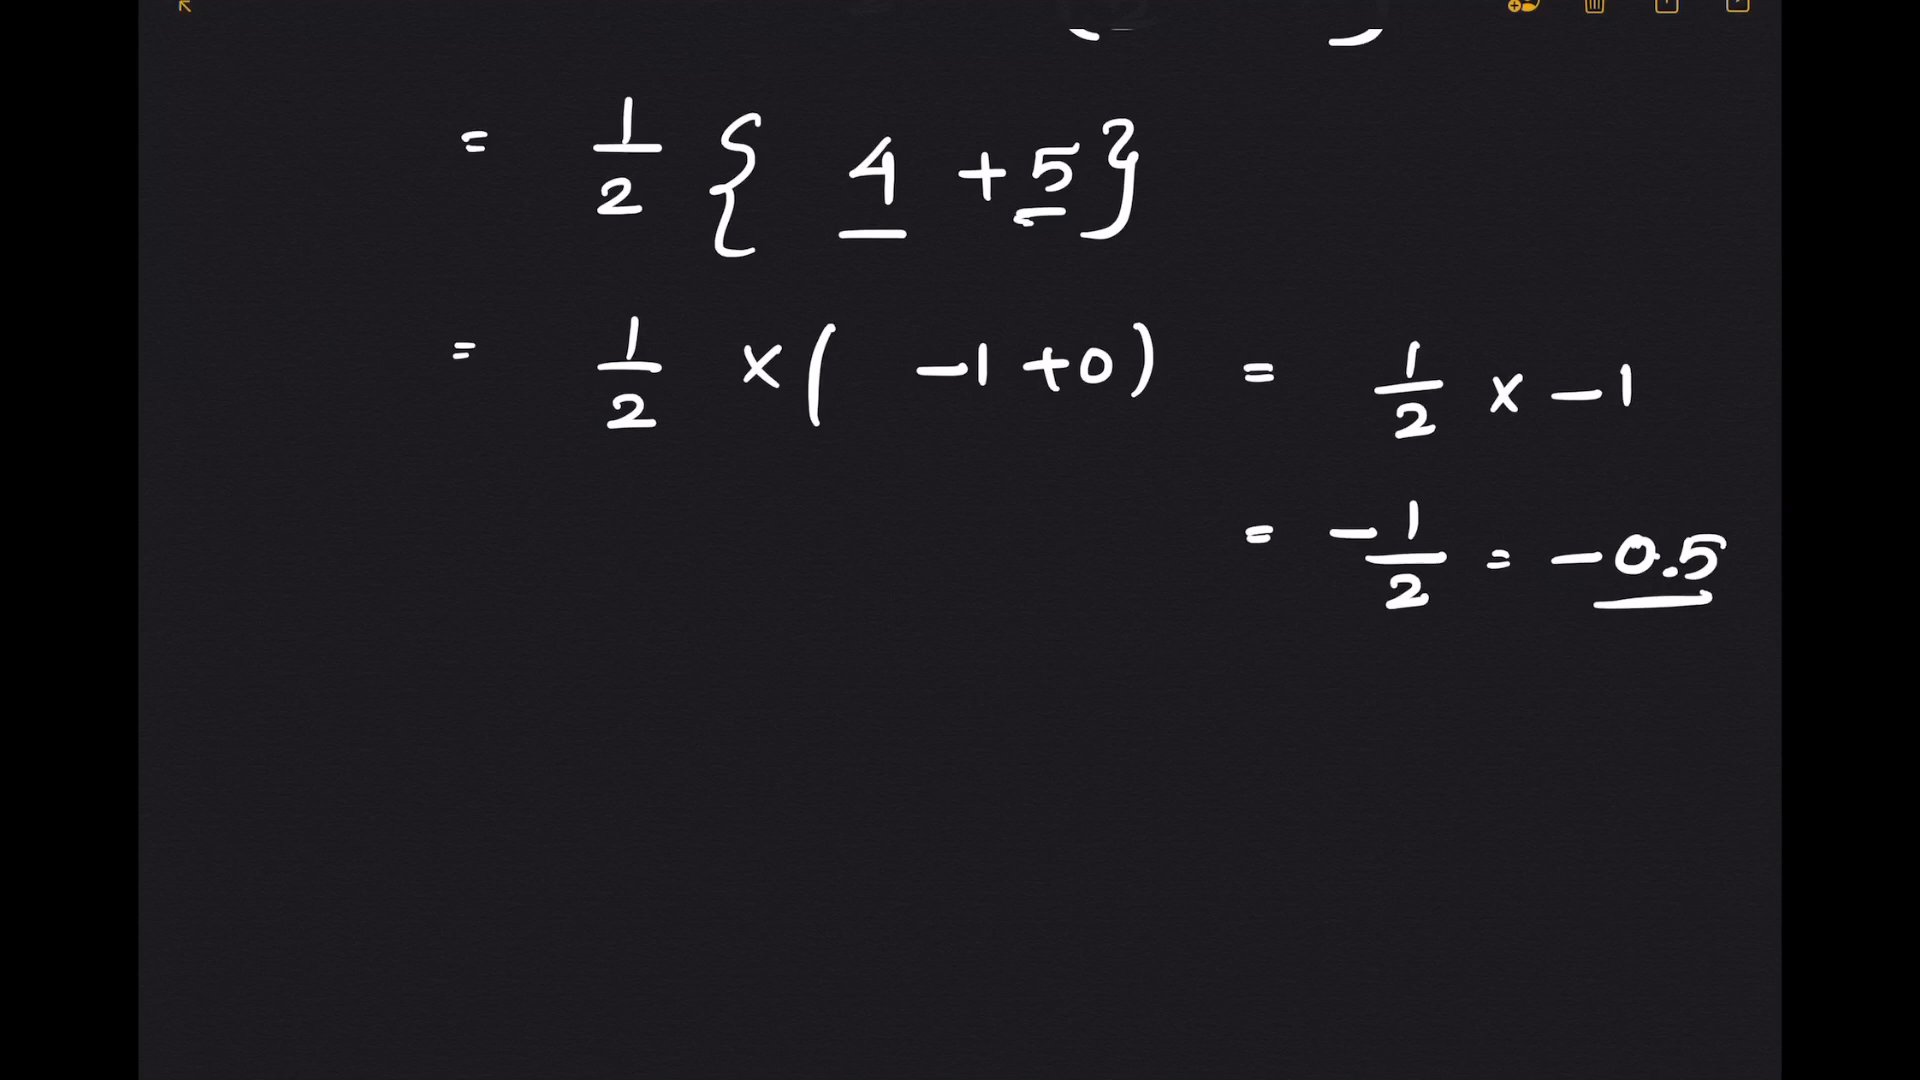 = 1/2 { 4 + 5 }
= 1/2 x ( -1 + 0 ) = 1/2 x -1
= -1/2 = -0.5